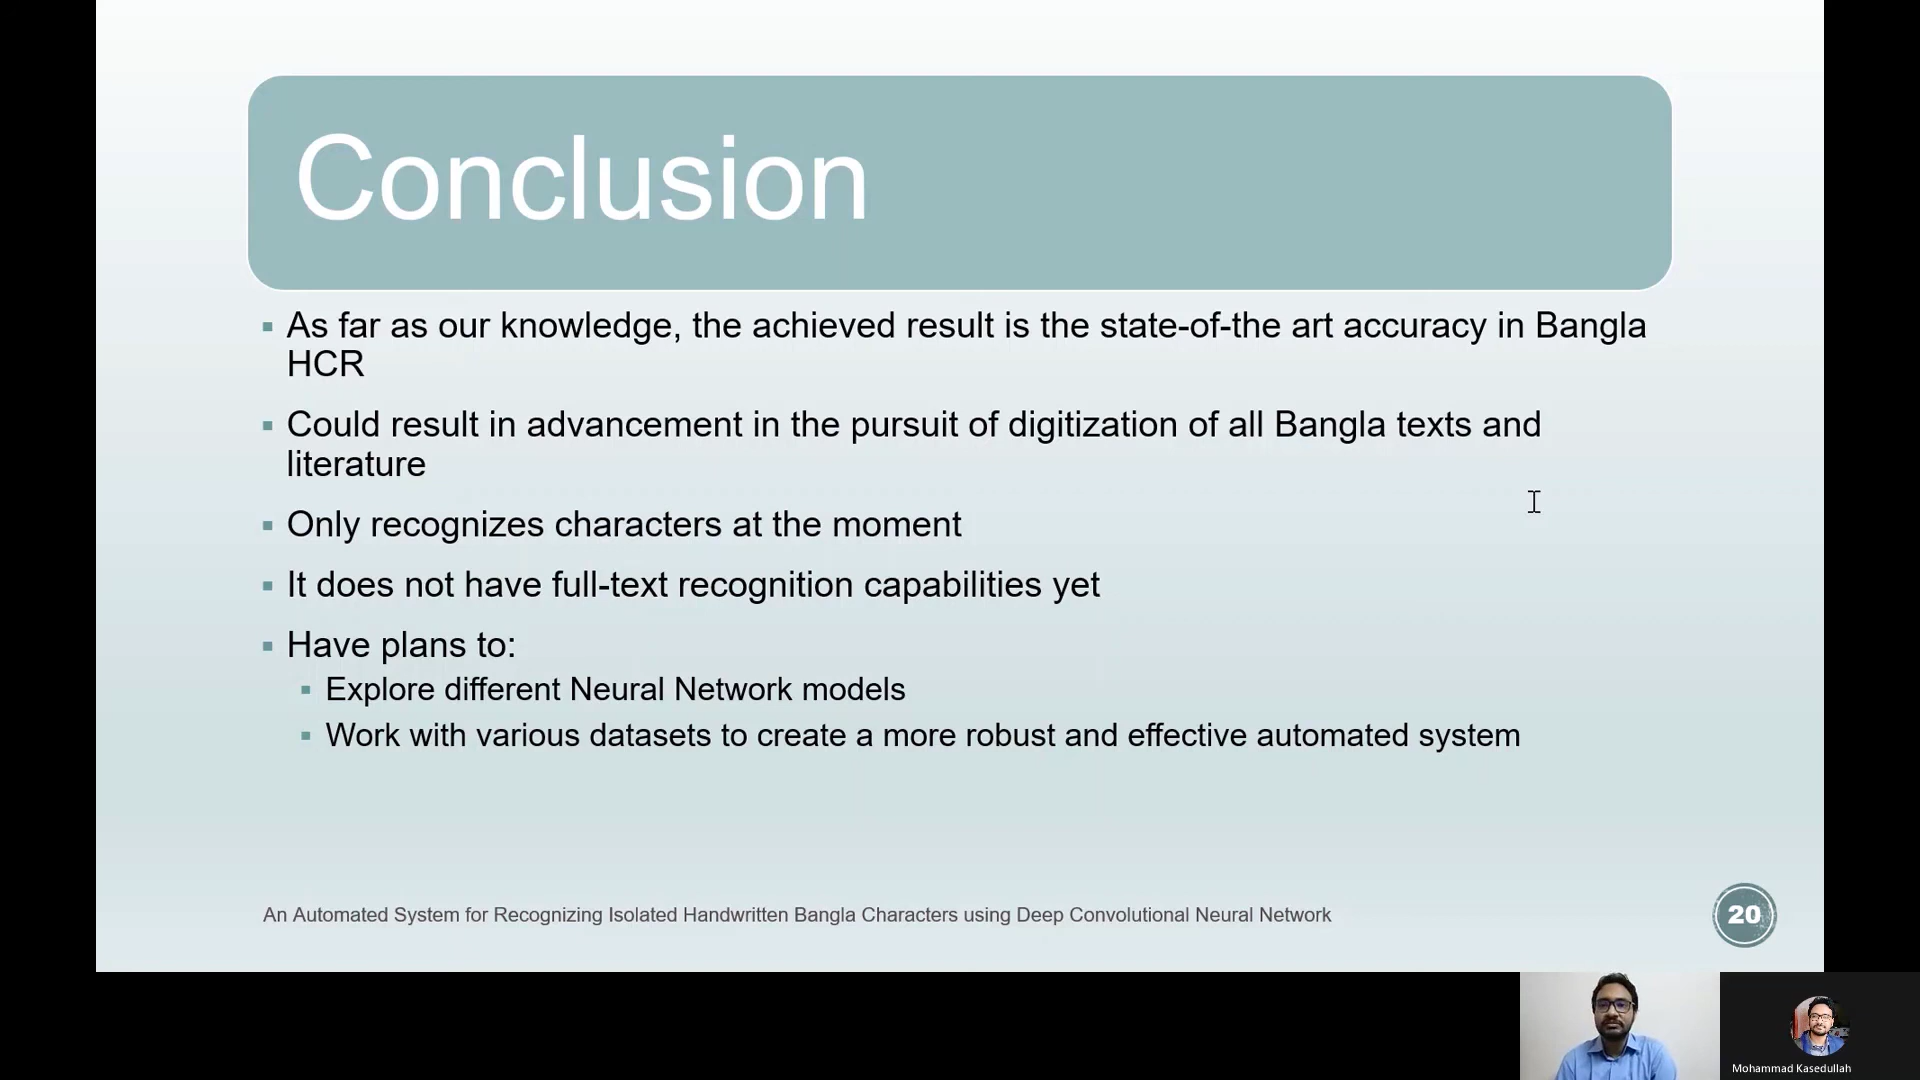 Conclusion
▪ As far as our knowledge, the achieved result is the state-of-the art accuracy in Bangla
HCR
▪ Could result in advancement in the pursuit of digitization of all Bangla texts and
literature
▪ Only recognizes characters at the moment
▪ It does not have full-text recognition capabilities yet
▪ Have plans to:
▪ Explore different Neural Network models
▪ Work with various datasets to create a more robust and effective automated system
An Automated System for Recognizing Isolated Handwritten Bangla Characters using Deep Convolutional Neural Network
20
Mohammad Kasedullah